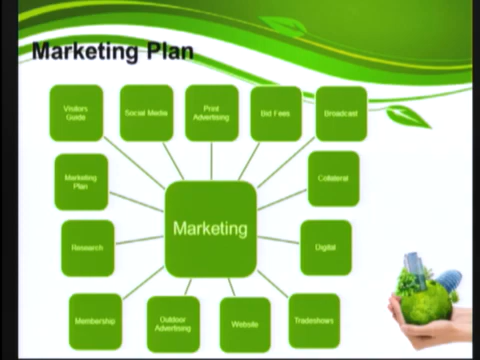 Marketing Plan
Visitors
Guide
Social Media
Print
Advertising
Bid Fees
Broadcast
Marketing
Plan
Collateral
Marketing
Research
Digital
Membership
Outdoor
Advertising
Website
Tradeshows